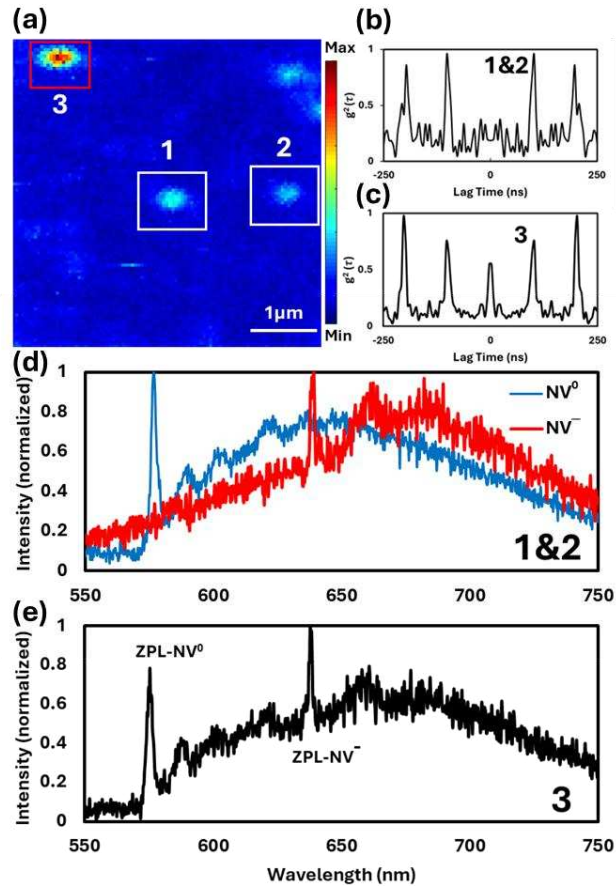 (a)
3
1
2
1μm
Max
Min
(b)
1&2
g²(τ)
1
0.5
0
-250
0
250
Lag Time (ns)
(c)
3
g²(τ)
1
0.5
0
-250
0
250
Lag Time (ns)
(d)
Intensity (normalized)
1
0.8
0.6
0.4
0.2
0
NV⁰
NV⁻
1&2
550
600
650
700
750
(e)
Intensity (normalized)
1
0.8
0.6
0.4
0.2
0
ZPL-NV⁰
ZPL-NV⁻
3
550
600
650
700
750
Wavelength (nm)